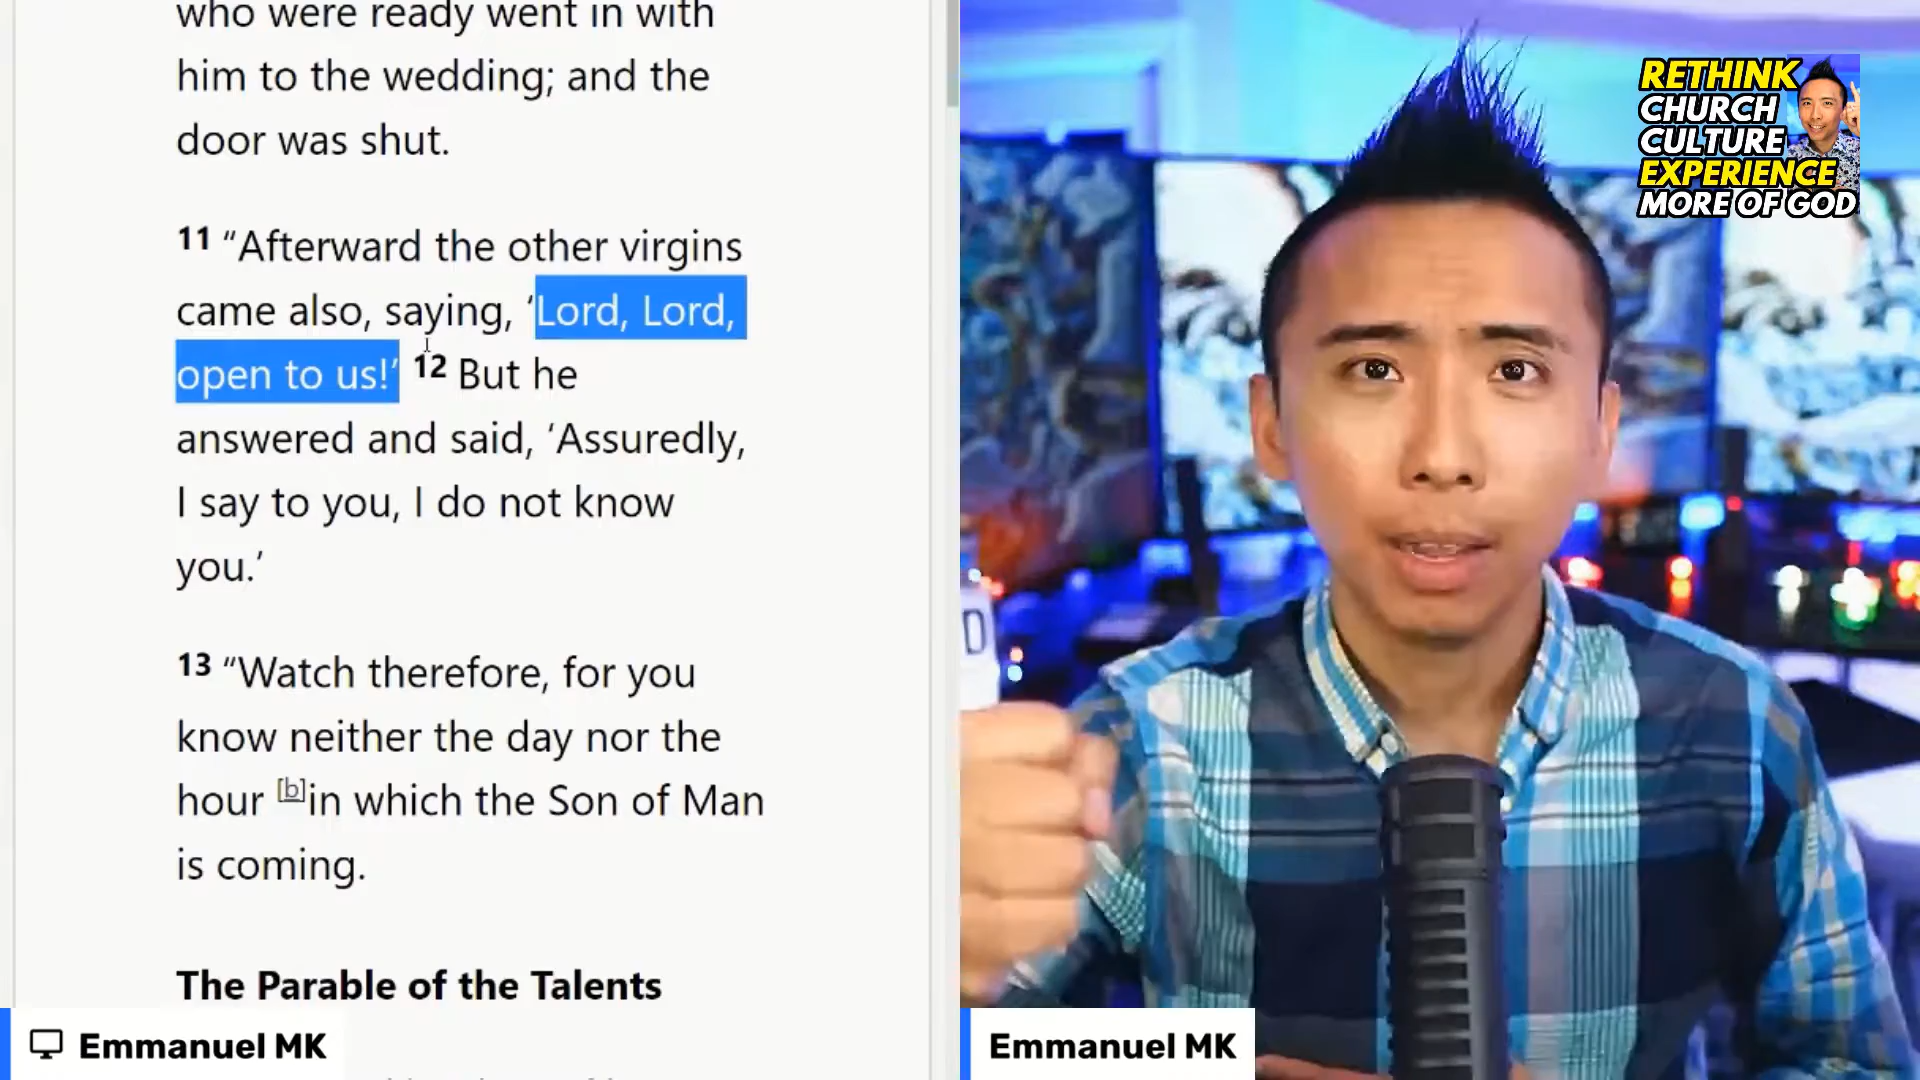 who were ready went in with
him to the wedding; and the
door was shut.
11 “Afterward the other virgins
came also, saying, ‘Lord, Lord,
open to us!’ 12 But he
answered and said, ‘Assuredly,
I say to you, I do not know
you.’
13 “Watch therefore, for you
know neither the day nor the
hour [b]in which the Son of Man
is coming.
The Parable of the Talents
Emmanuel MK
RETHINK
CHURCH
CULTURE
EXPERIENCE
MORE OF GOD
Emmanuel MK